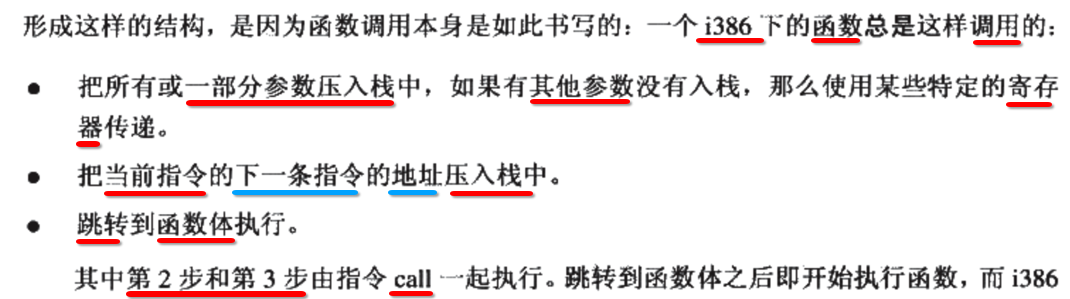 形成这样的结构，是因为函数调用本身是如此书写的：一个 i386 下的函数总是这样调用的：
● 把所有或一部分参数压入栈中，如果有其他参数没有入栈，那么使用某些特定的寄存
器传递。
● 把当前指令的下一条指令的地址压入栈中。
● 跳转到函数体执行。
其中第 2 步和第 3 步由指令 call 一起执行。跳转到函数体之后即开始执行函数，而 i386